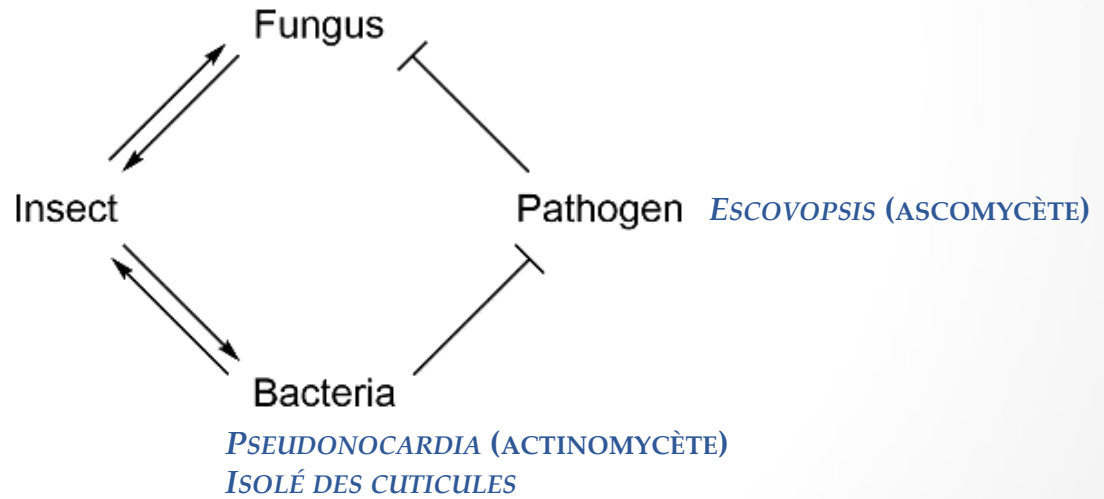 Fungus
Insect
Pathogen ESCOVOPSIS (ASCOMYCÈTE)
Bacteria
PSEUDONOCARDIA (ACTINOMYCÈTE)
ISOLÉ DES CUTICULES